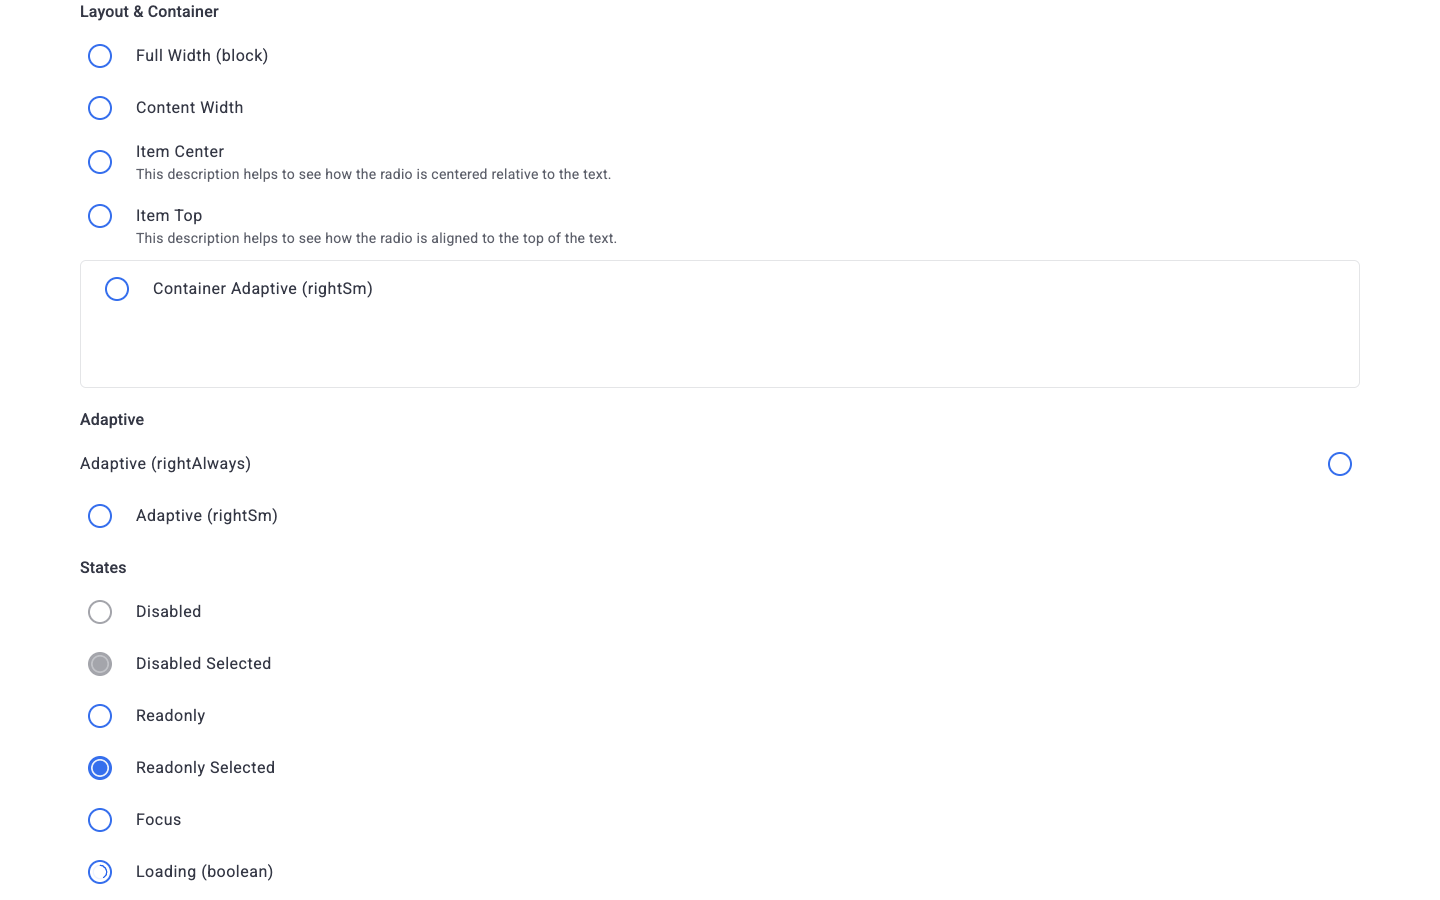 Layout & Container
Full Width (block)
Content Width
Item Center
This description helps to see how the radio is centered relative to the text.
Item Top
This description helps to see how the radio is aligned to the top of the text.
Container Adaptive (rightSm)
Adaptive
Adaptive (rightAlways)
Adaptive (rightSm)
States
Disabled
Disabled Selected
Readonly
Readonly Selected
Focus
Loading (boolean)